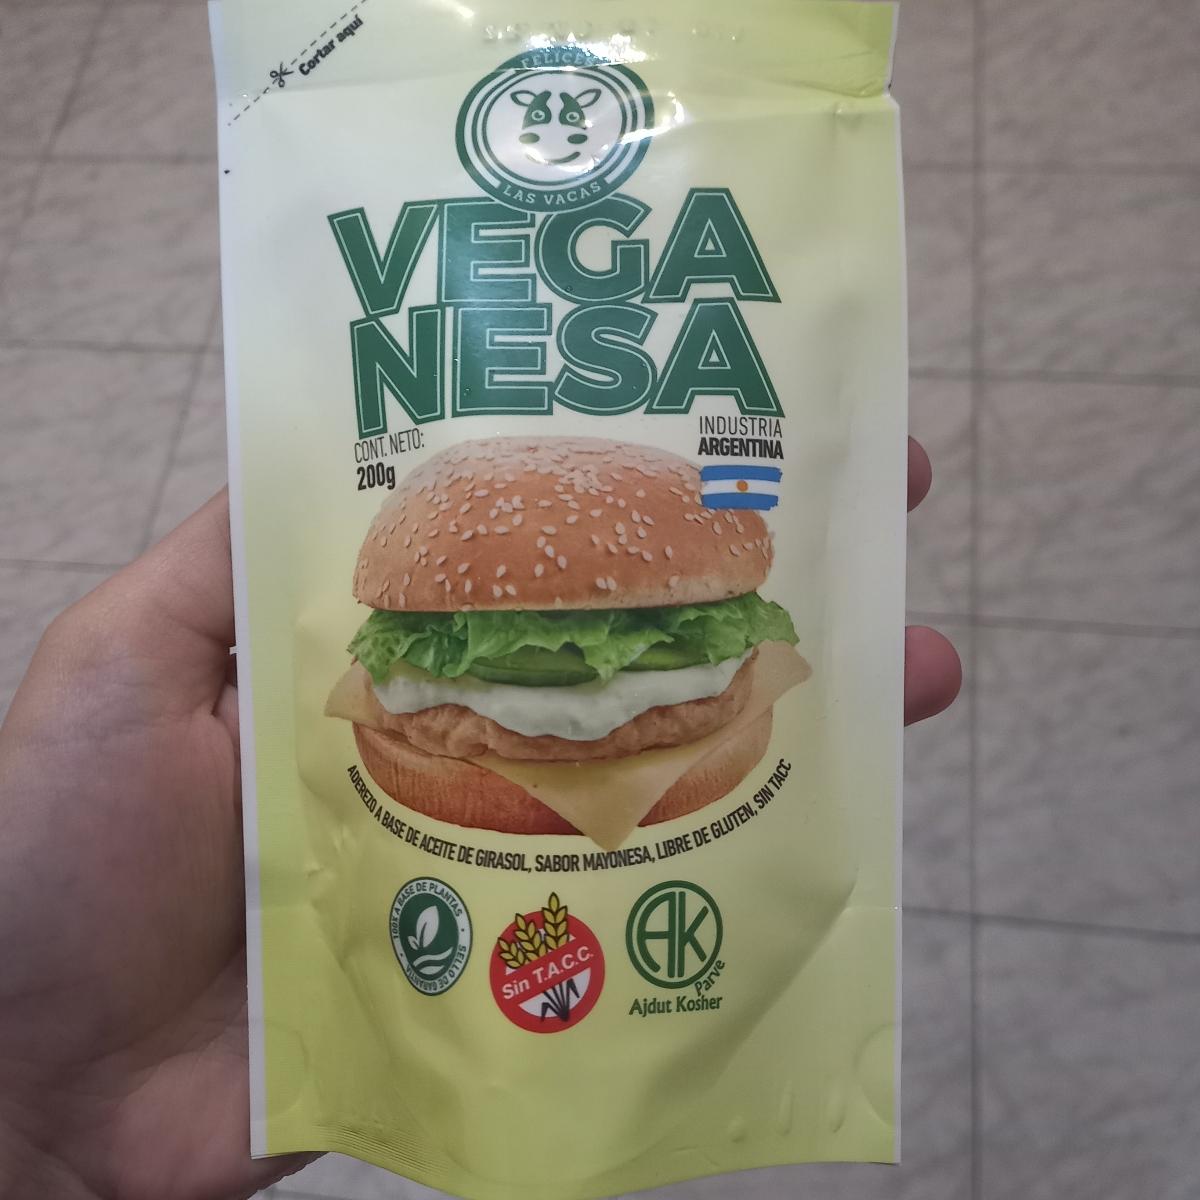 Cortar aquí
FELICES
LAS VACAS
VEGA
NESA
CONT. NETO:
200g
INDUSTRIA
ARGENTINA
ADEREZO A BASE DE ACEITE DE GIRASOL, SABOR MAYONESA, LIBRE DE GLUTEN, SIN TACC
100% A BASE DE PLANTAS • SELLO DE GARANTÍA •
Sin T.A.C.C.
AK
Parve
Ajdut Kosher